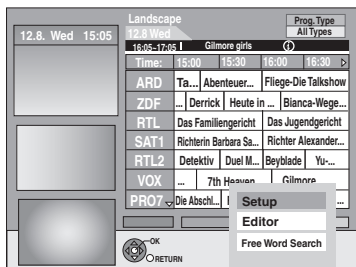 12.8. Wed 15:05
Landscape
Prog.Type
All Types
12.8 Wed
16:05-17:05 Gilmore girls
Time: 15:00 15:30 16:00 16:30
ARD Ta... Abenteuer... Fliege-Die Talkshow
ZDF ... Derrick Heute in ... Bianca-Wege...
RTL Das Familiengericht Das Jugendgericht
SAT1 Richterin Barbara Sa... Richter Alexander...
RTL2 Detektiv Duel M... Beyblade Yu-...
VOX ... 7th Heaven Gilmore
PRO7 Die Abschl...
Setup
Editor
Free Word Search
OK
RETURN